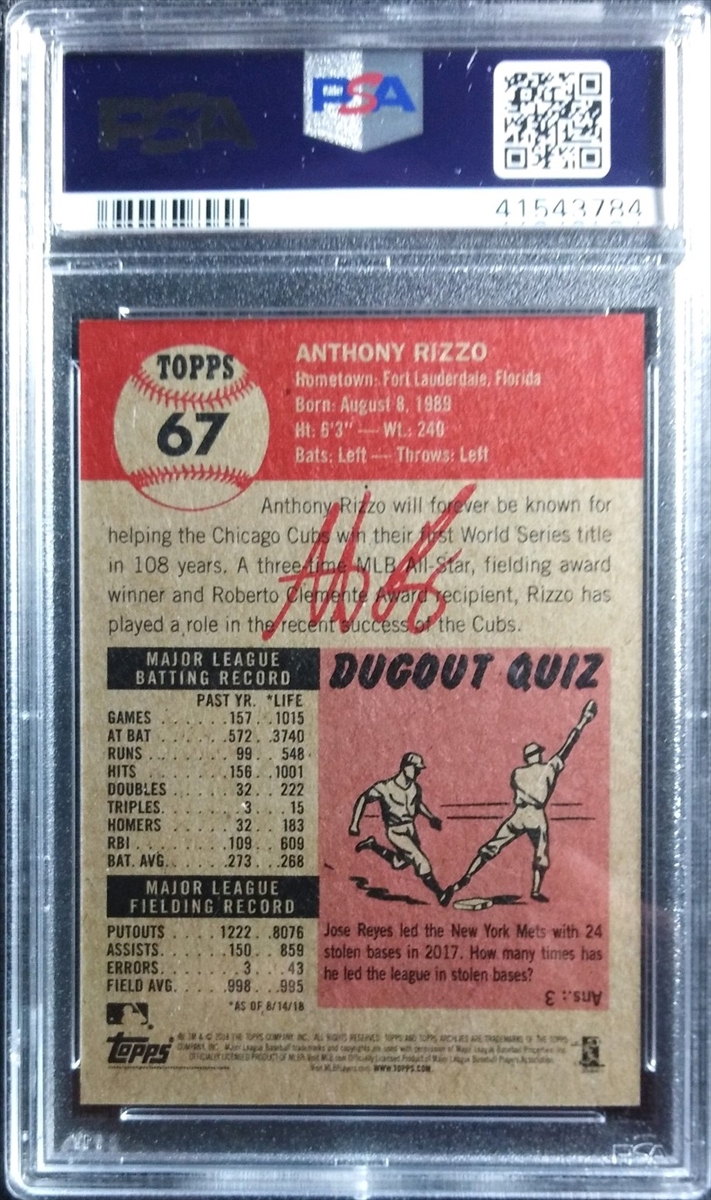 PSA
PSA
41543784
TOPPS
67
ANTHONY RIZZO
Hometown: Fort Lauderdale, Florida
Born: August 8, 1989
Ht: 6'3" — Wt.: 240
Bats: Left — Throws: Left
Anthony Rizzo will forever be known for
helping the Chicago Cubs win their first World Series title
in 108 years. A three-time MLB All-Star, fielding award
winner and Roberto Clemente Award recipient, Rizzo has
played a role in the recent success of the Cubs.
MAJOR LEAGUE
BATTING RECORD
PAST YR. *LIFE
GAMES . . . . . . 157 . . 1015
AT BAT . . . . . . 572 . . 3740
RUNS . . . . . . . 99 . . 548
HITS . . . . . . . 156 . . 1001
DOUBLES . . . . . 32 . . 222
TRIPLES . . . . . . 3 . . 15
HOMERS . . . . . 32 . . 183
RBI . . . . . . . 109 . . 609
BAT. AVG. . . . . .273 . . .268
MAJOR LEAGUE
FIELDING RECORD
PUTOUTS . . . . 1222 . . 8076
ASSISTS . . . . . 150 . . 859
ERRORS . . . . . . 3 . . 43
FIELD AVG. . . . . .998 . . .995
*AS OF 8/14/18
DUGOUT QUIZ
Jose Reyes led the New York Mets with 24
stolen bases in 2017. How many times has
he led the league in stolen bases?
Ans.: 3
topps
WWW.TOPPS.COM
PSA